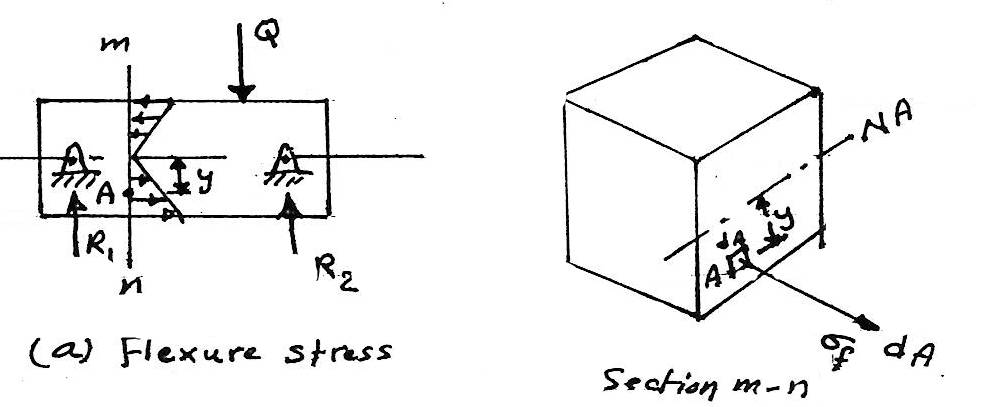 m
Q
A
y
R1
R2
n
(a) Flexure stress
NA
y
dA
A
σf dA
Section m-n